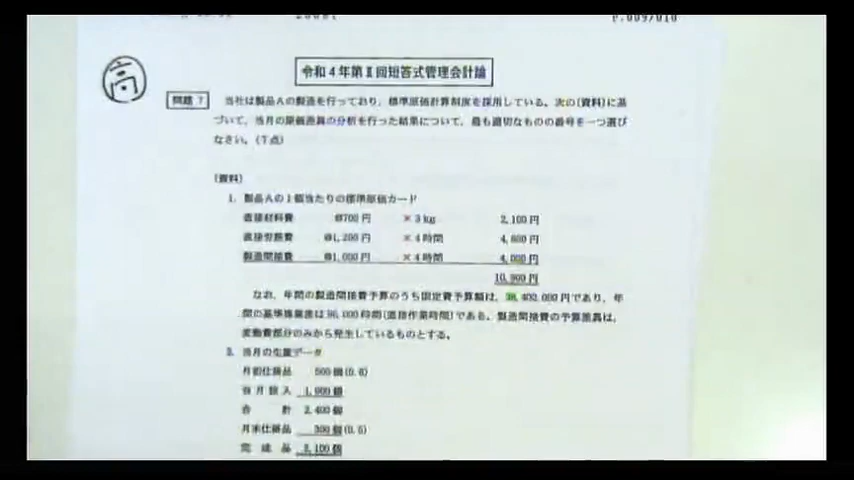 P.009/010
高
令和4年第Ⅱ回短答式管理会計論
問題7 当社は製品Aの製造を行っており、標準原価計算制度を採用している。次の〔資料〕に基
づいて、当月の原価差異の分析を行った結果について、最も適切なものの番号を一つ選び
なさい。(7点)
〔資料〕
1. 製品Aの1個当たりの標準原価カード
直接材料費 @700円 ×3kg 2,100円
直接労務費 @1,200円 ×4時間 4,800円
製造間接費 @1,000円 ×4時間 4,000円
10,900円
なお、年間の製造間接費予算のうち固定費予算額は、38,400,000円であり、年
間の基準操業度は96,000時間(直接作業時間)である。製造間接費の予算差異は、
変動費部分のみから発生しているものとする。
2. 当月の生産データ
月初仕掛品 500個(0.6)
当月投入 1,900個
合計 2,400個
月末仕掛品 300個(0.5)
完成品 2,100個